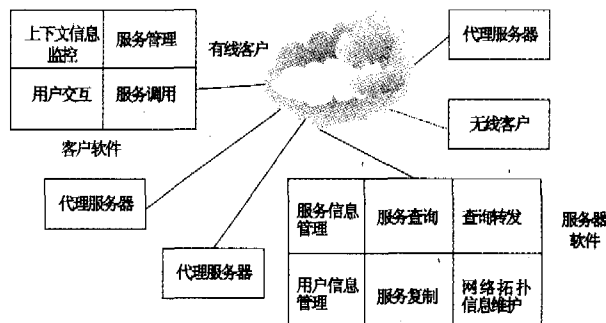 上下文信息
监控
服务管理
用户交互
服务调用
客户软件
有线客户
代理服务器
无线客户
代理服务器
代理服务器
服务信息
管理
服务查询
查询转发
用户信息
管理
服务复制
网络拓扑
信息维护
服务器
软件